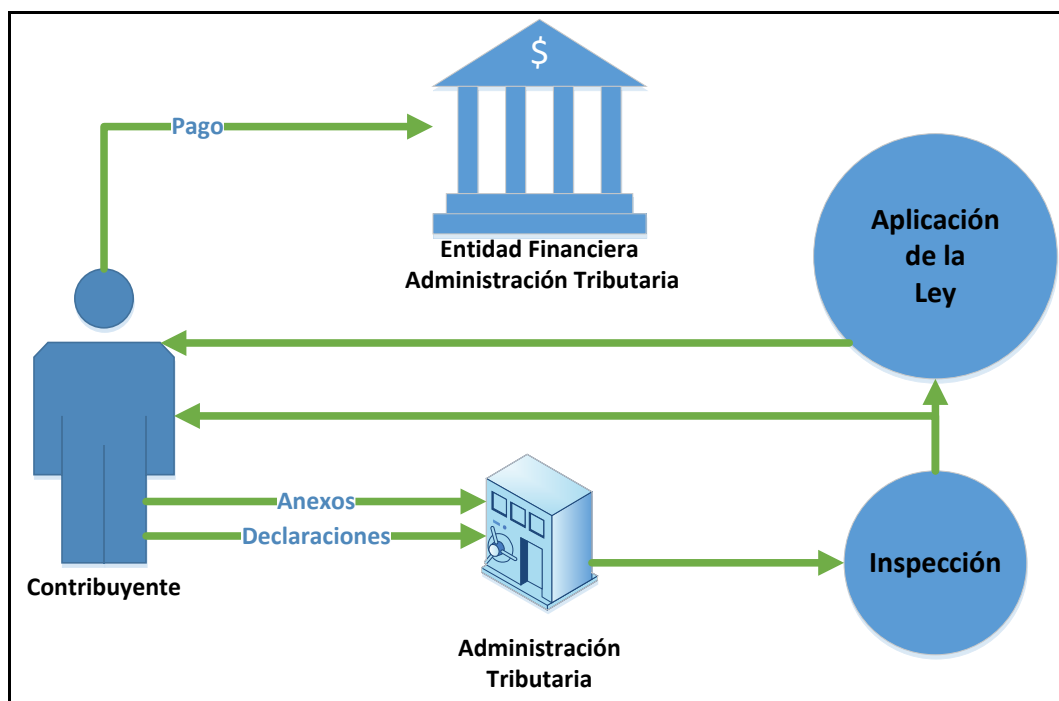 $
Pago
Entidad Financiera
Administración Tributaria
Aplicación
de la
Ley
Anexos
Declaraciones
Contribuyente
Inspección
Administración
Tributaria